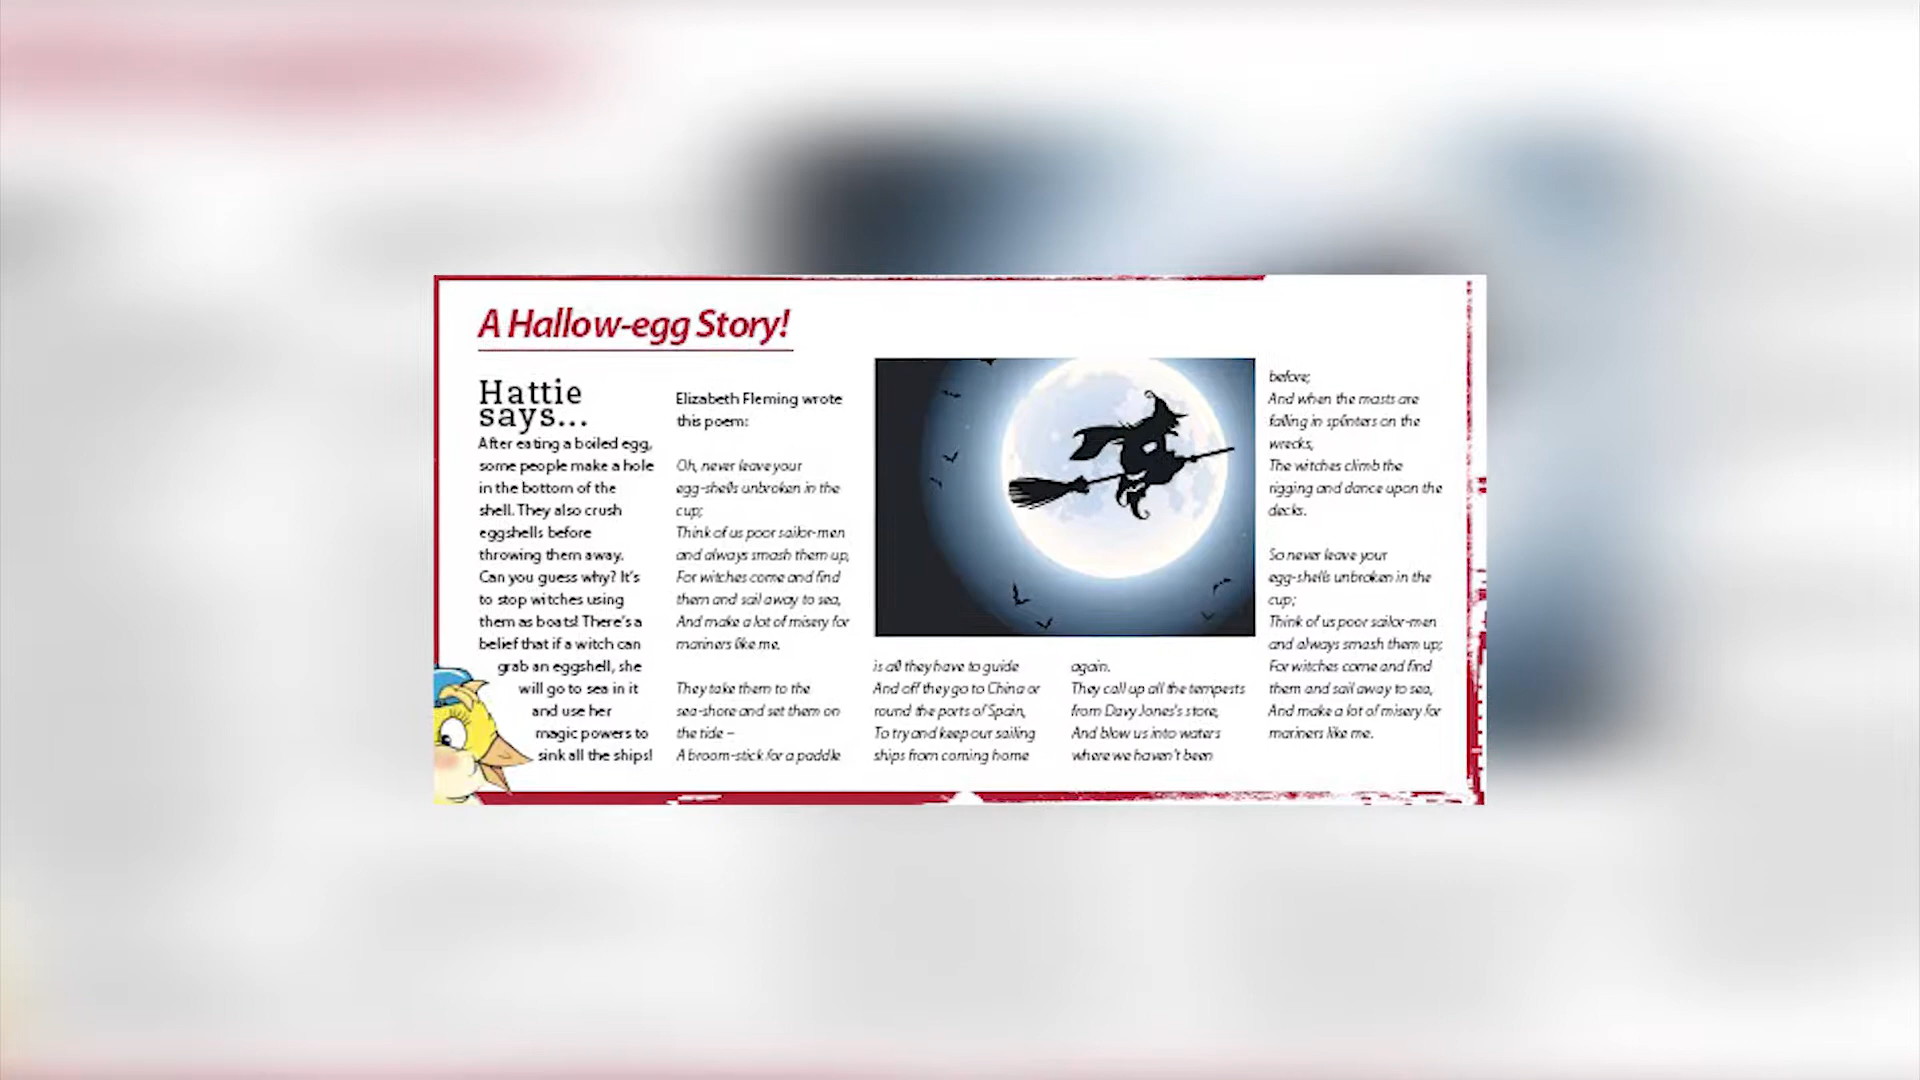 A Hallow-egg Story!
Hattie
says...
After eating a boiled egg,
some people make a hole
in the bottom of the
shell. They also crush
eggshells before
throwing them away.
Can you guess why? It's
to stop witches using
them as boats! There's a
belief that if a witch can
grab an eggshell, she
will go to sea in it
and use her
magic powers to
sink all the ships!
Elizabeth Fleming wrote
this poem:
Oh, never leave your
egg-shells unbroken in the
cup;
Think of us poor sailor-men
and always smash them up,
For witches come and find
them and sail away to sea,
And make a lot of misery for
mariners like me.
They take them to the
sea-shore and set them on
the tide –
A broom-stick for a paddle
is all they have to guide
And off they go to China or
round the ports of Spain,
To try and keep our sailing
ships from coming home
again.
They call up all the tempests
from Davy Jones's store,
And blow us into waters
where we haven't been
before;
And when the masts are
falling in splinters on the
wrecks,
The witches climb the
rigging and dance upon the
decks.
So never leave your
egg-shells unbroken in the
cup;
Think of us poor sailor-men
and always smash them up;
For witches come and find
them and sail away to sea,
And make a lot of misery for
mariners like me.